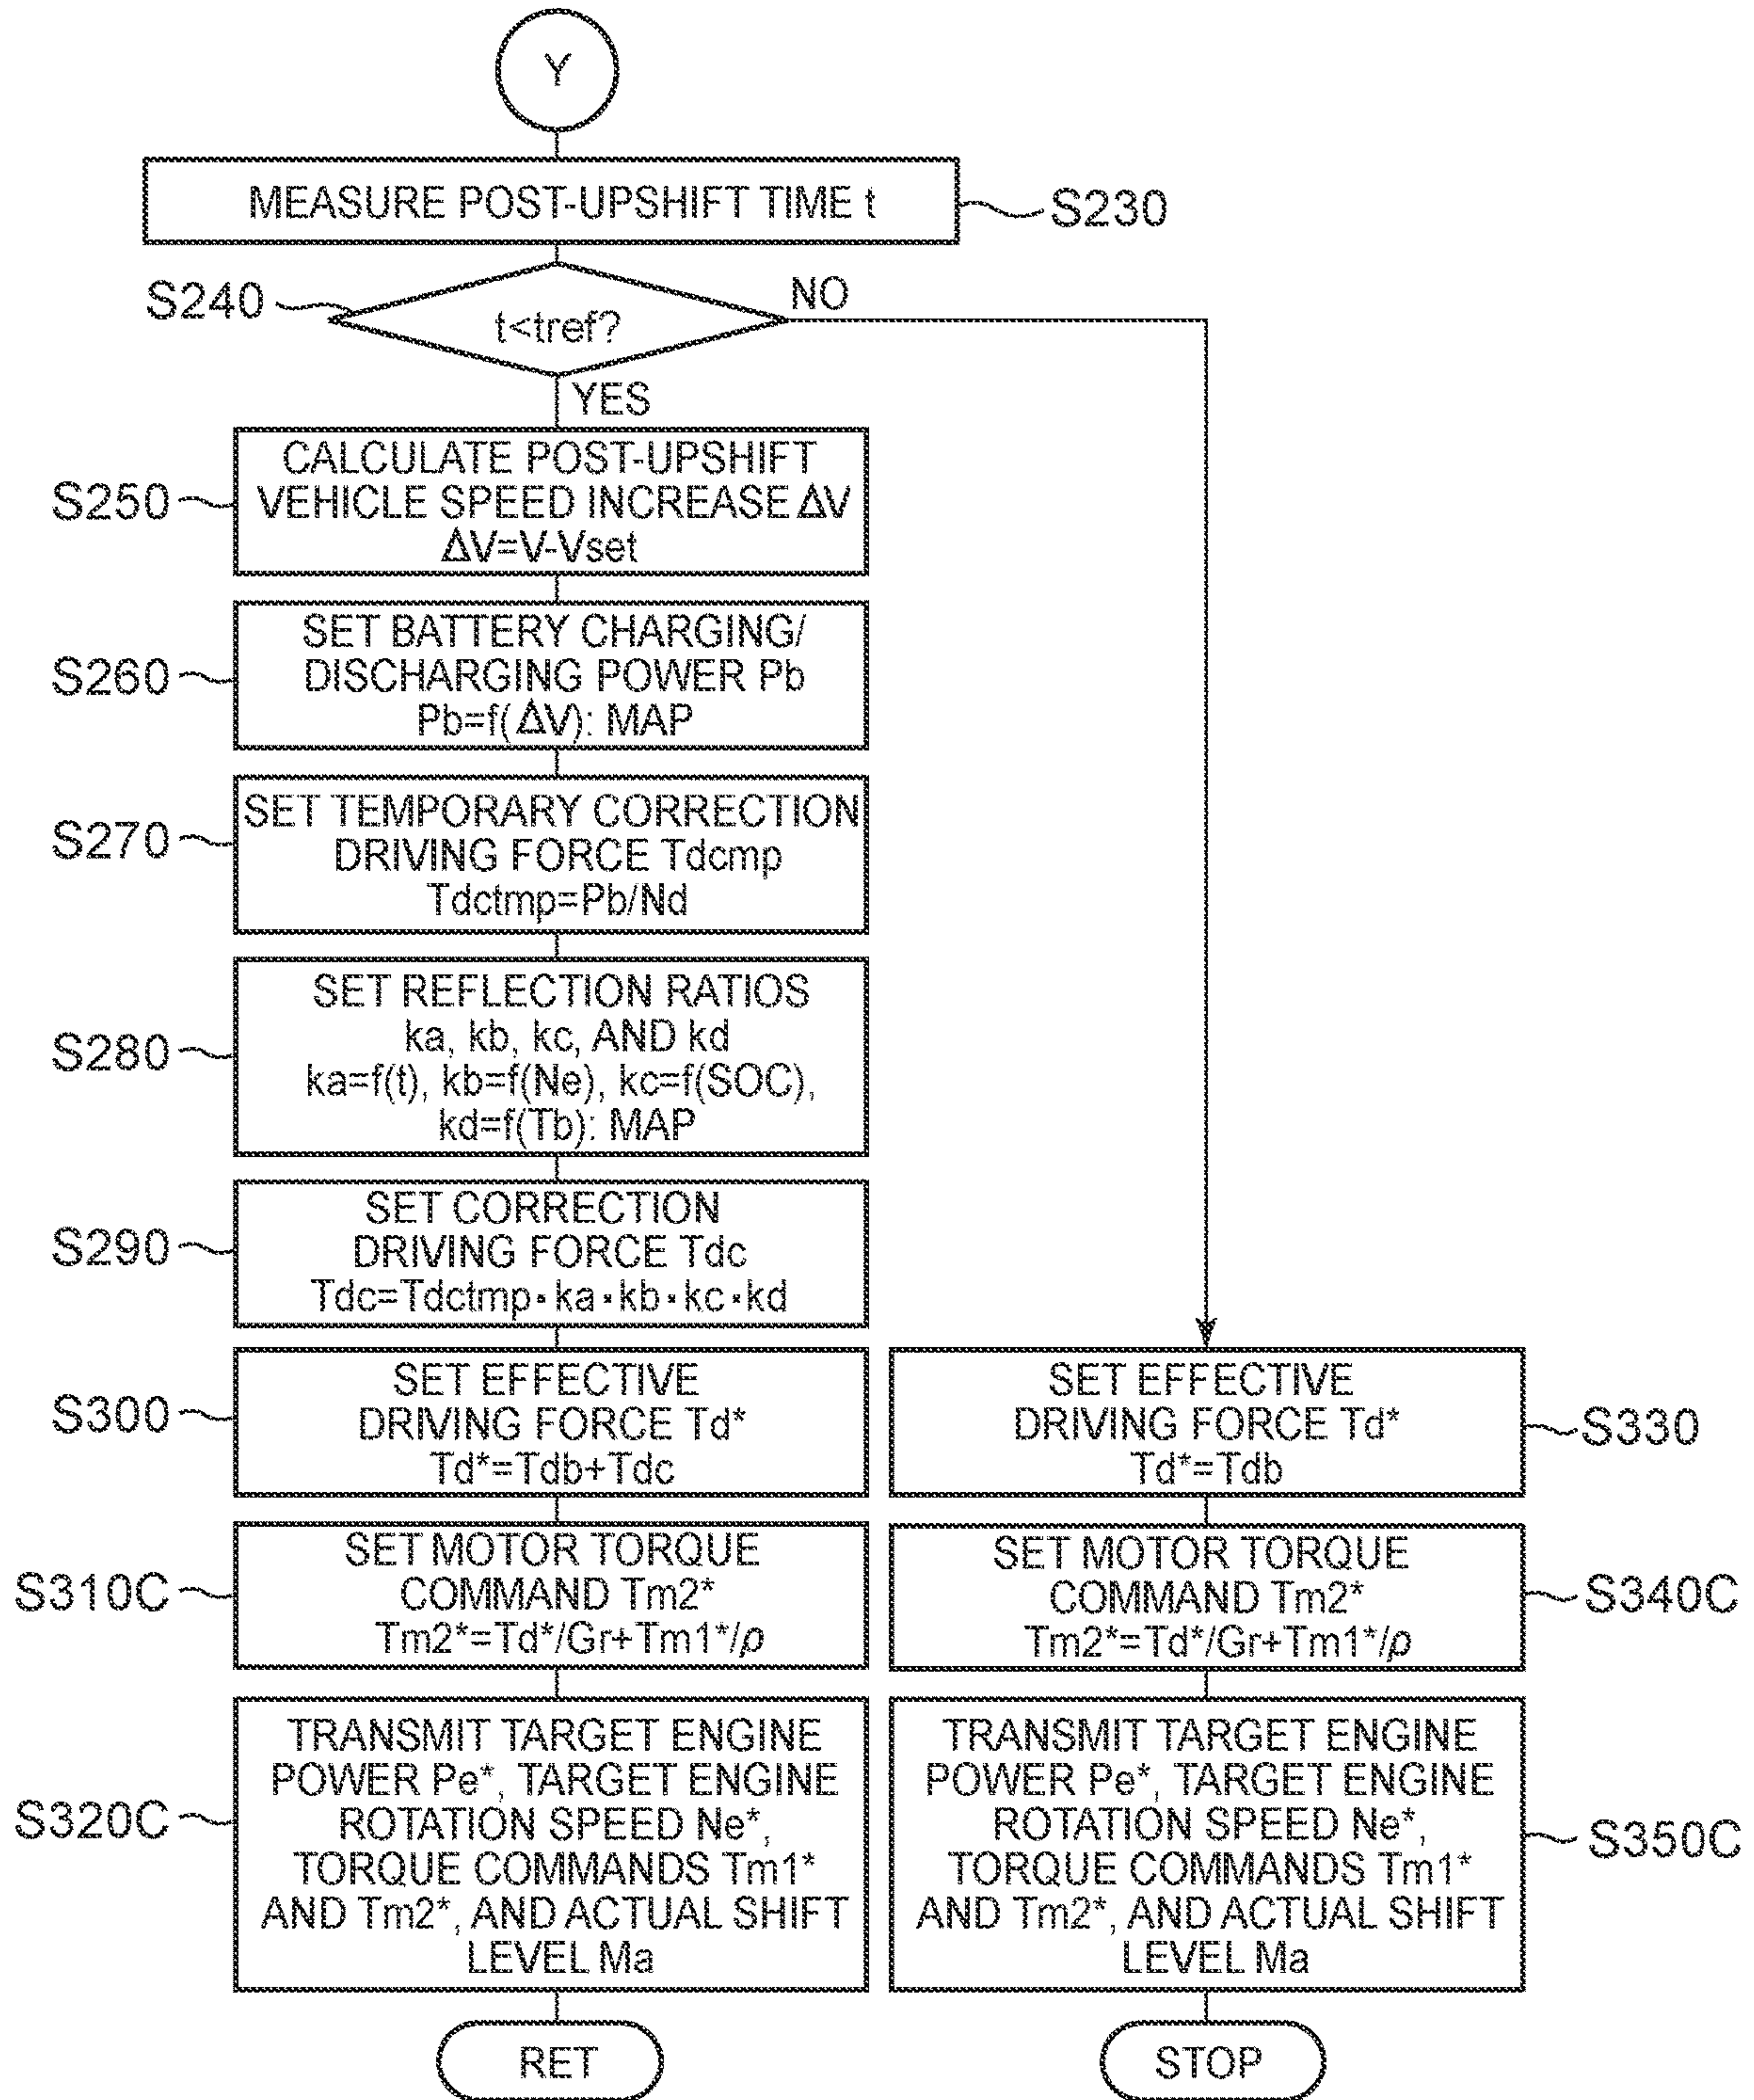 Y
MEASURE POST-UPSHIFT TIME t
S230
S240
t<tref?
NO
YES
S250
CALCULATE POST-UPSHIFT
VEHICLE SPEED INCREASE ΔV
ΔV=V-Vset
S260
SET BATTERY CHARGING/
DISCHARGING POWER Pb
Pb=f(ΔV): MAP
S270
SET TEMPORARY CORRECTION
DRIVING FORCE Tdcmp
Tdctmp=Pb/Nd
S280
SET REFLECTION RATIOS
ka, kb, kc, AND kd
ka=f(t), kb=f(Ne), kc=f(SOC),
kd=f(Tb): MAP
S290
SET CORRECTION
DRIVING FORCE Tdc
Tdc=Tdctmp・ka・kb・kc・kd
S300
SET EFFECTIVE
DRIVING FORCE Td*
Td*=Tdb+Tdc
SET EFFECTIVE
DRIVING FORCE Td*
Td*=Tdb
S330
S310C
SET MOTOR TORQUE
COMMAND Tm2*
Tm2*=Td*/Gr+Tm1*/ρ
SET MOTOR TORQUE
COMMAND Tm2*
Tm2*=Td*/Gr+Tm1*/ρ
S340C
S320C
TRANSMIT TARGET ENGINE
POWER Pe*, TARGET ENGINE
ROTATION SPEED Ne*,
TORQUE COMMANDS Tm1*
AND Tm2*, AND ACTUAL SHIFT
LEVEL Ma
TRANSMIT TARGET ENGINE
POWER Pe*, TARGET ENGINE
ROTATION SPEED Ne*,
TORQUE COMMANDS Tm1*
AND Tm2*, AND ACTUAL SHIFT
LEVEL Ma
S350C
RET
STOP